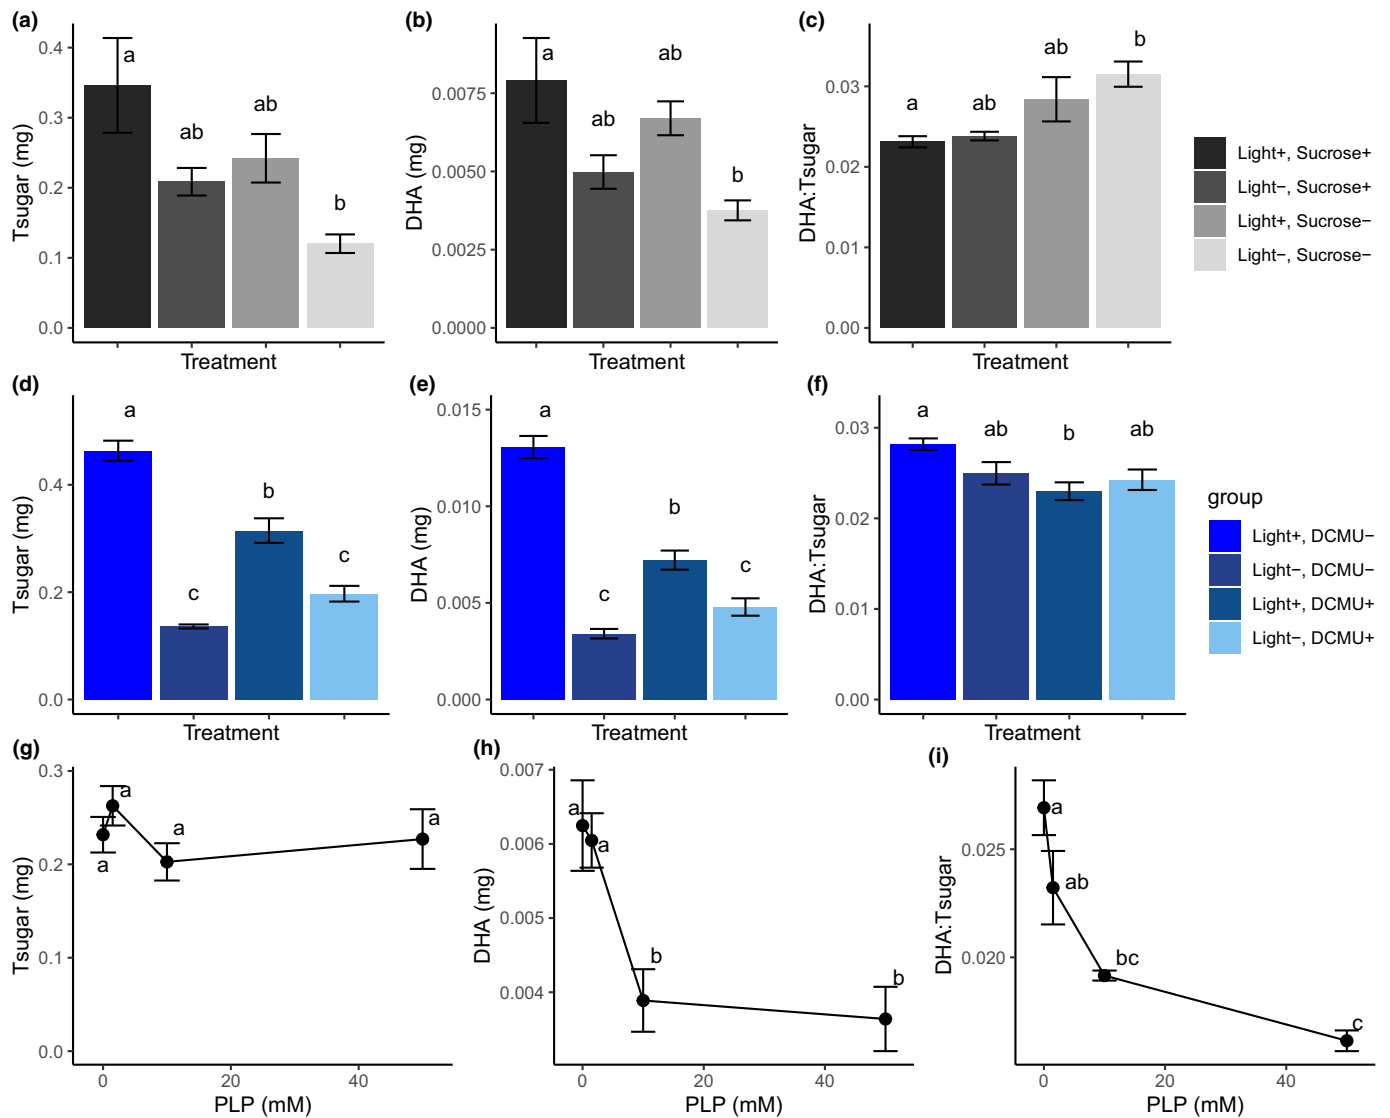 (a)
Tsugar (mg)
0.4
0.3
0.2
0.1
0.0
a
ab
ab
b
Treatment
(b)
DHA (mg)
0.0075
0.0050
0.0025
0.0000
a
ab
ab
b
Treatment
(c)
DHA:Tsugar
0.03
0.02
0.01
0.00
a
ab
ab
b
Treatment
Light+, Sucrose+
Light−, Sucrose+
Light+, Sucrose−
Light−, Sucrose−
(d)
Tsugar (mg)
0.4
0.2
0.0
a
c
b
c
Treatment
(e)
DHA (mg)
0.015
0.010
0.005
0.000
a
c
b
c
Treatment
(f)
DHA:Tsugar
0.03
0.02
0.01
0.00
a
ab
b
ab
Treatment
group
Light+, DCMU−
Light−, DCMU−
Light+, DCMU+
Light−, DCMU+
(g)
Tsugar (mg)
0.3
0.2
0.1
0.0
a
a
a
a
0 20 40
PLP (mM)
(h)
DHA (mg)
0.007
0.006
0.005
0.004
a
a
b
b
0 20 40
PLP (mM)
(i)
DHA:Tsugar
0.025
0.020
a
ab
bc
c
0 20 40
PLP (mM)